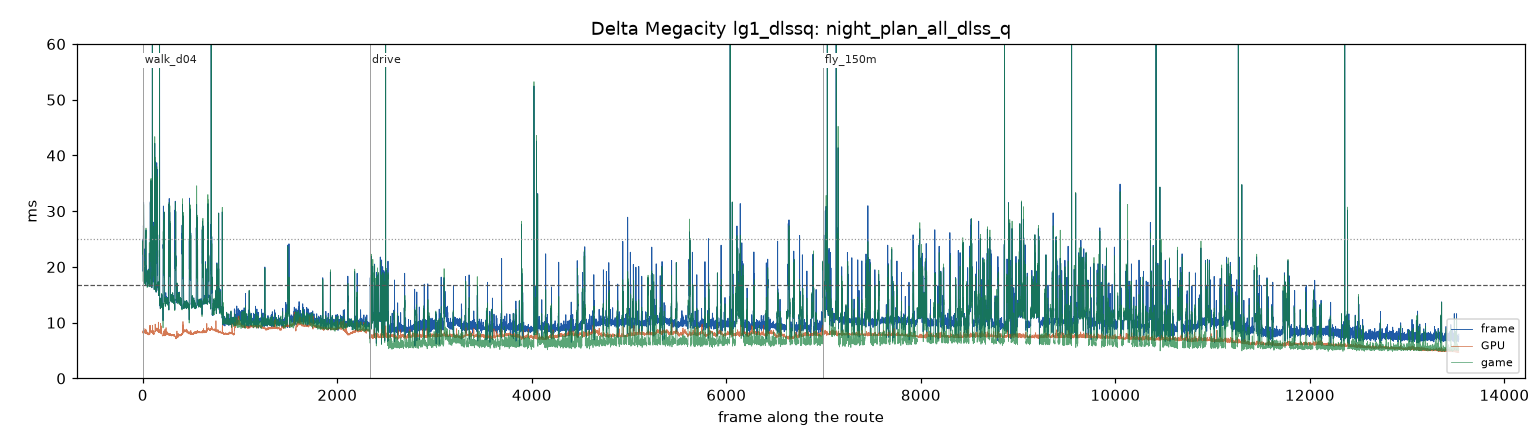 Delta Megacity lg1_dlssq: night_plan_all_dlss_q
60
50
40
30
20
10
0
ms
walk_d04
drive
fly_150m
frame
GPU
game
0
2000
4000
6000
8000
10000
12000
14000
frame along the route